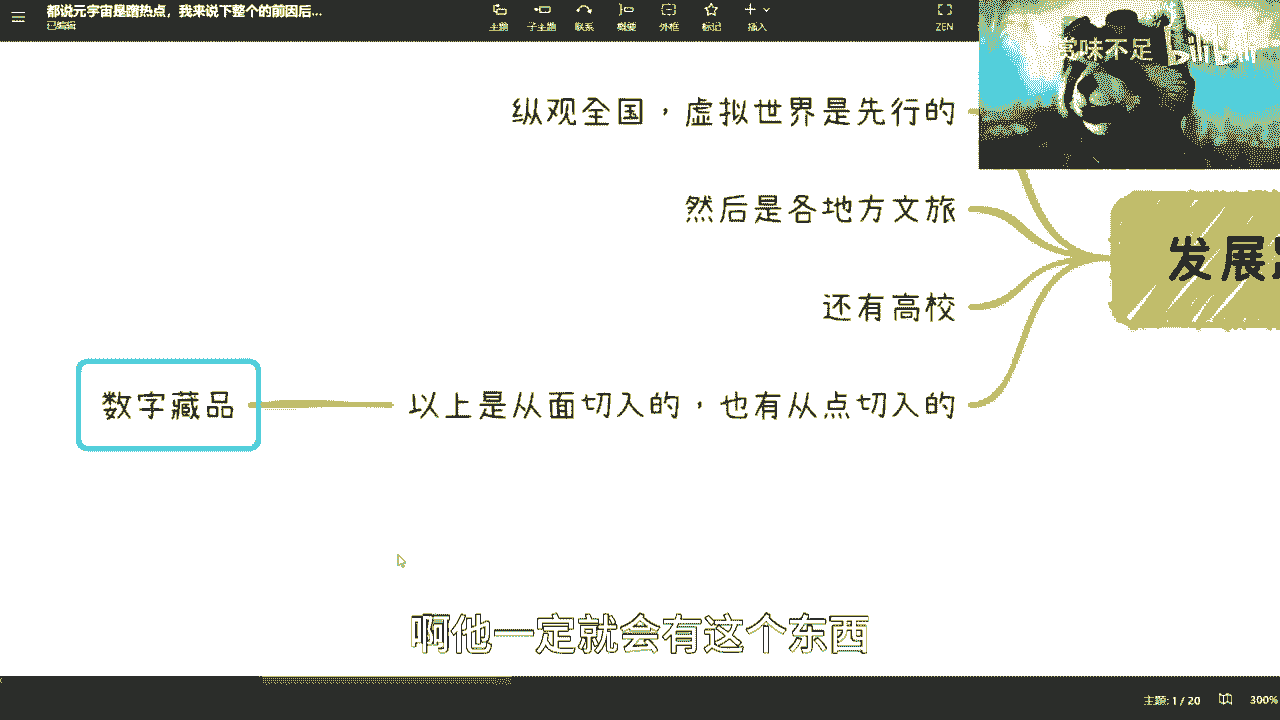 都说元宇宙是蹭热点，我来说下整个的前因后...
已编辑
主题
子主题
联系
概要
外框
标记
插入
ZEN
赏味不足
bilibili
纵观全国，虚拟世界是先行的
然后是各地方文旅
发展
还有高校
数字藏品
以上是从面切入的，也有从点切入的
啊他一定就会有这个东西
主题: 1 / 20
300%